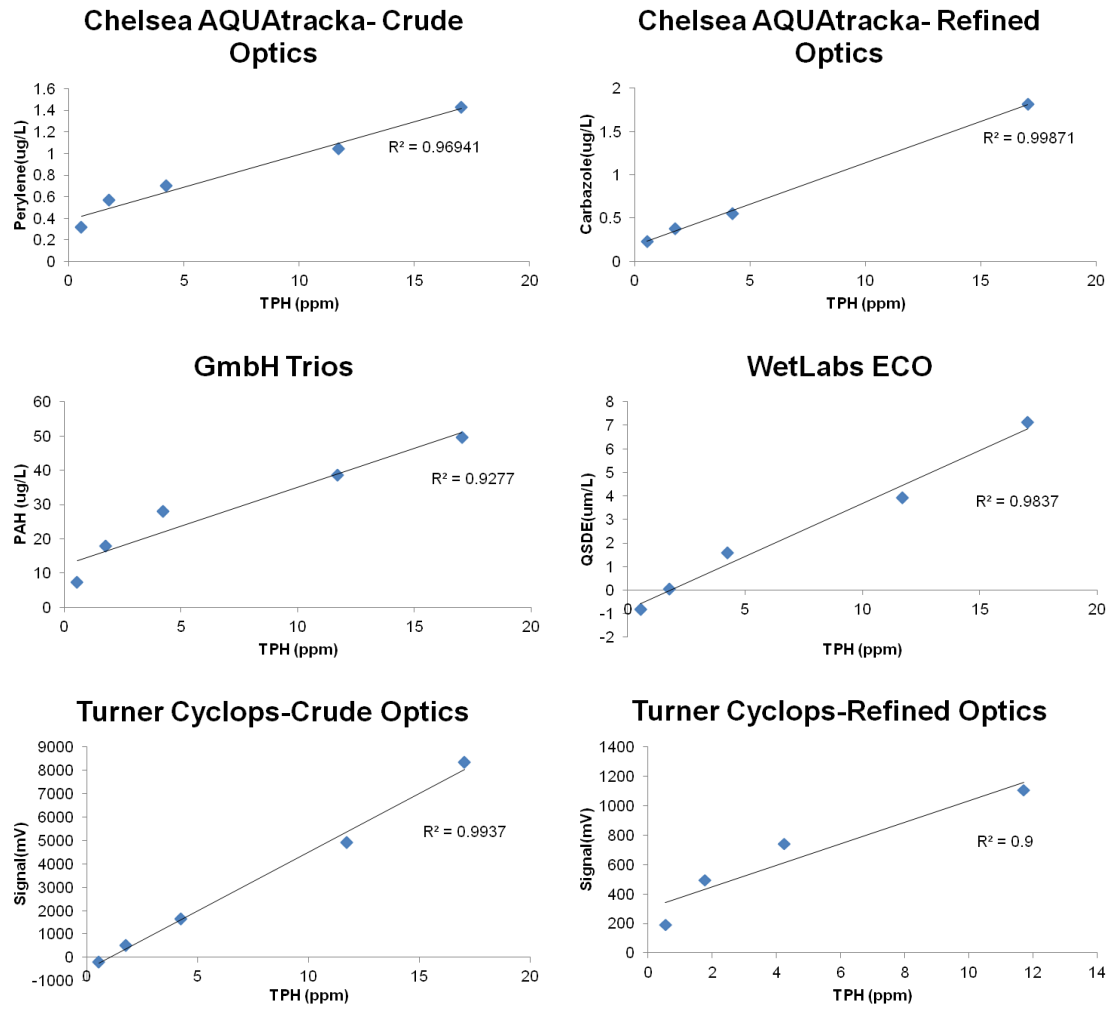 Chelsea AQUAtracka- Crude
Optics
1.6
1.4
1.2
1
0.8
0.6
0.4
0.2
0
Perylene(ug/L)
R² = 0.96941
0 5 10 15 20
TPH (ppm)
Chelsea AQUAtracka- Refined
Optics
2
1.5
1
0.5
0
Carbazole(ug/L)
R² = 0.99871
0 5 10 15 20
TPH (ppm)
GmbH Trios
60
50
40
30
20
10
0
PAH (ug/L)
R² = 0.9277
0 5 10 15 20
TPH (ppm)
WetLabs ECO
8
7
6
5
4
3
2
1
0
-1
-2
QSDE(um/L)
R² = 0.9837
0 5 10 15 20
TPH (ppm)
Turner Cyclops-Crude Optics
9000
8000
7000
6000
5000
4000
3000
2000
1000
0
-1000
Signal(mV)
R² = 0.9937
0 5 10 15 20
TPH (ppm)
Turner Cyclops-Refined Optics
1400
1200
1000
800
600
400
200
0
Signal(mV)
R² = 0.9
0 2 4 6 8 10 12 14
TPH (ppm)